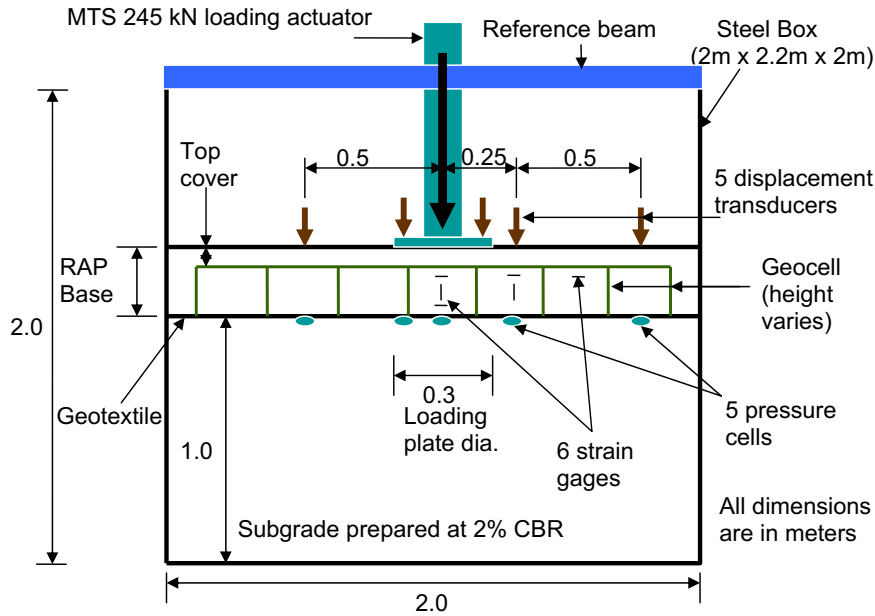 MTS 245 kN loading actuator
Reference beam
Steel Box
(2m x 2.2m x 2m)
Top
cover
0.5
0.25
0.5
5 displacement
transducers
RAP
Base
Geocell
(height
varies)
2.0
Geotextile
0.3
Loading
plate dia.
1.0
6 strain
gages
5 pressure
cells
All dimensions
are in meters
Subgrade prepared at 2% CBR
2.0